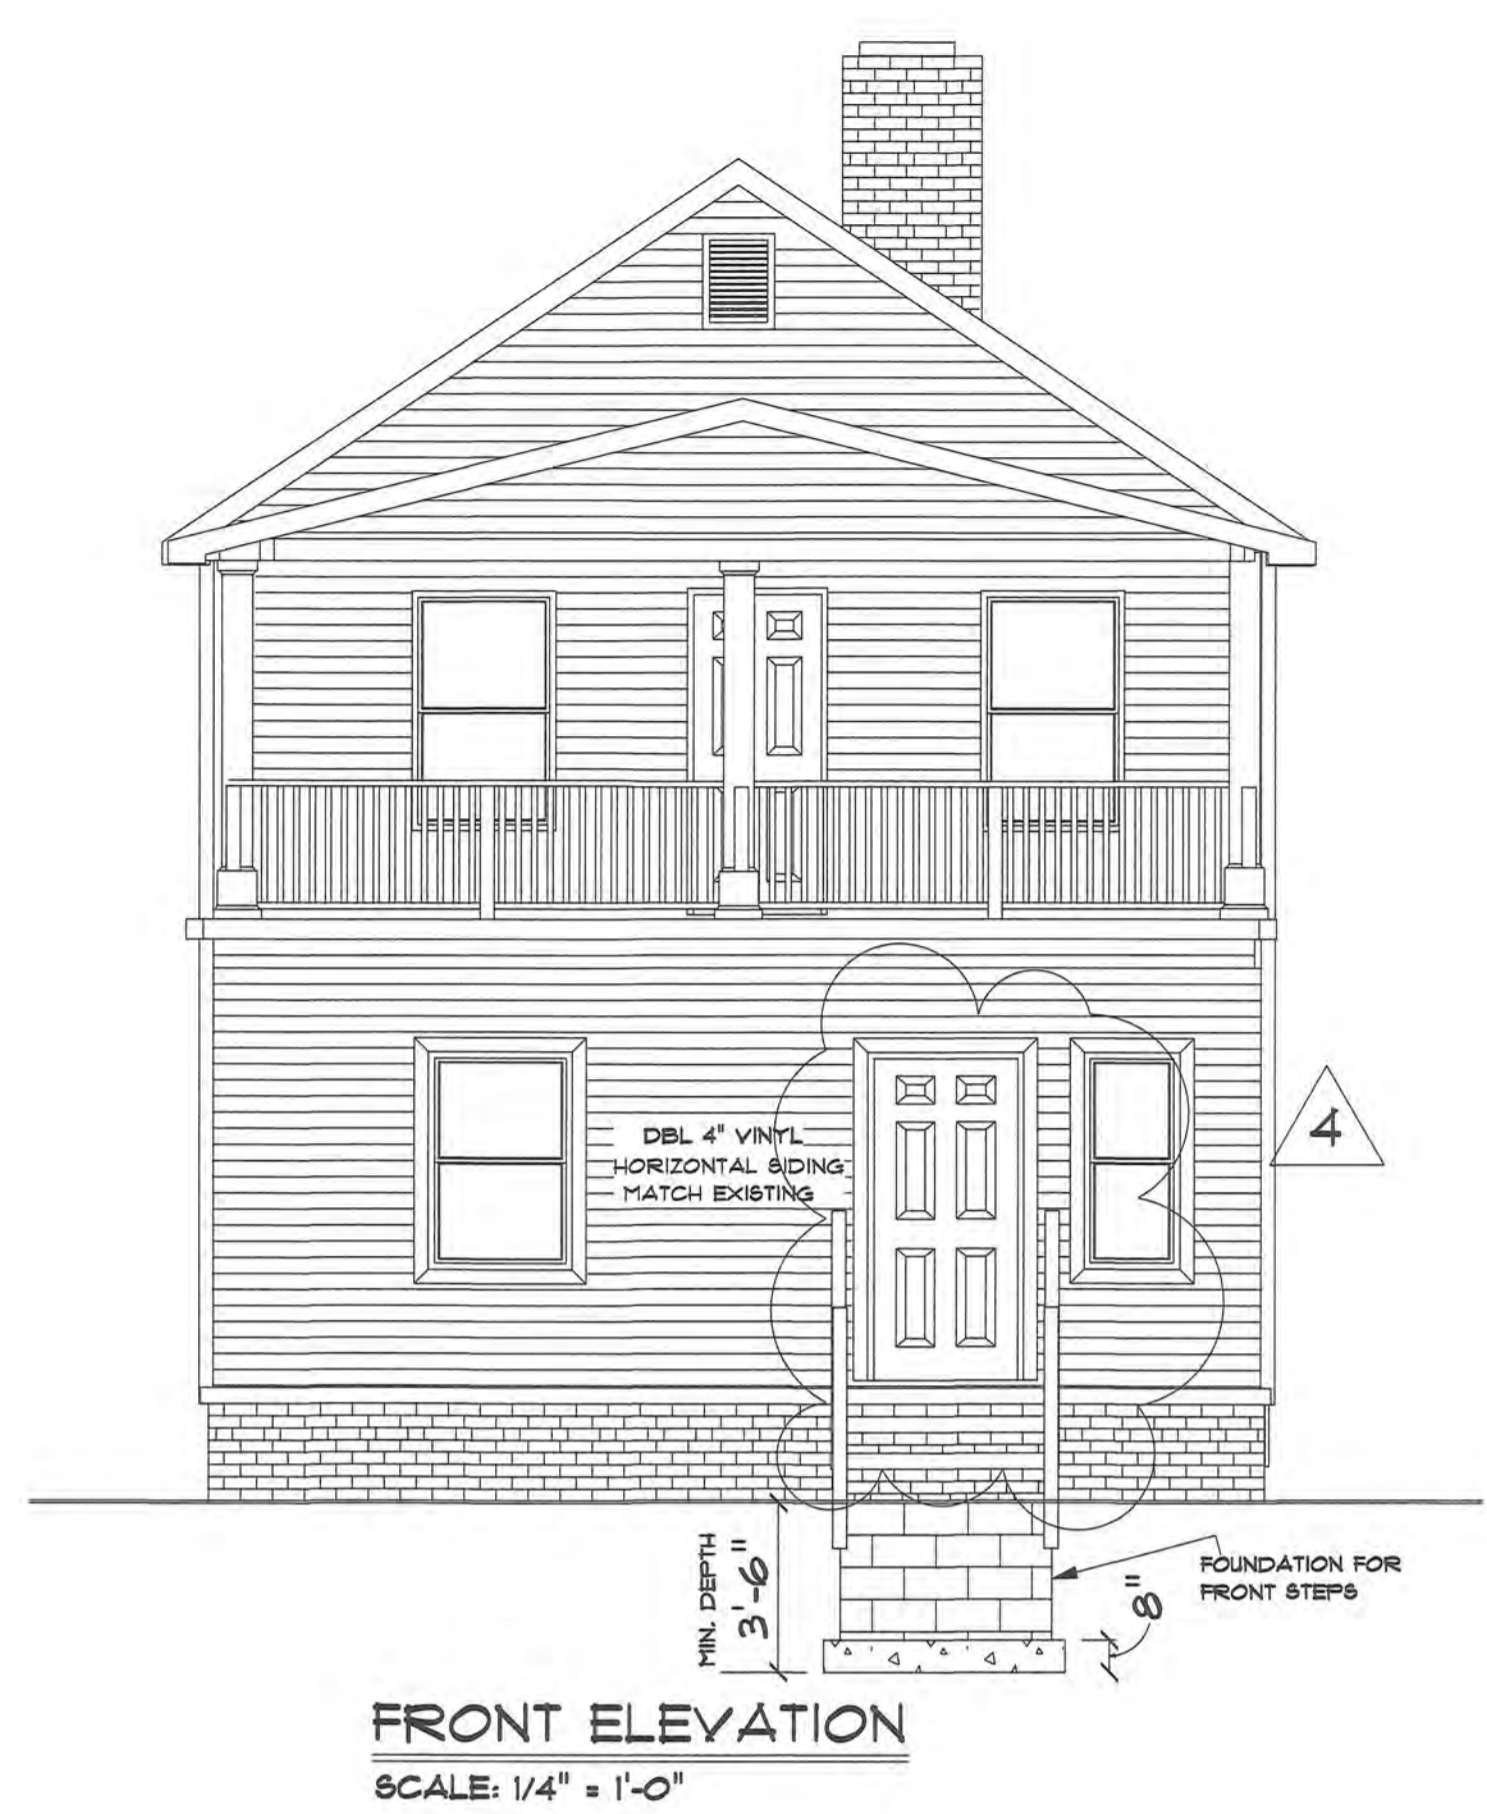 DBL 4" VINYL
HORIZONTAL SIDING
MATCH EXISTING
4
MIN. DEPTH
3'-6"
8"
FOUNDATION FOR
FRONT STEPS
FRONT ELEVATION
SCALE: 1/4" = 1'-0"